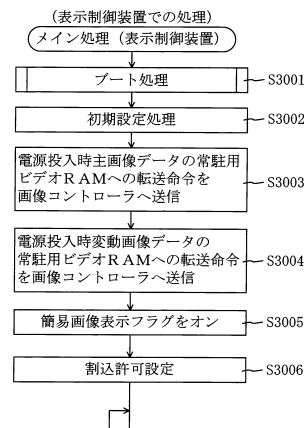 (表示制御装置での処理)
メイン処理(表示制御装置)
ブート処理
S3001
初期設定処理
S3002
電源投入時主画像データの常駐用
ビデオRAMへの転送命令を
画像コントローラへ送信
S3003
電源投入時変動画像データの
常駐用ビデオRAMへの転送命令
を画像コントローラへ送信
S3004
簡易画像表示フラグをオン
S3005
割込許可設定
S3006